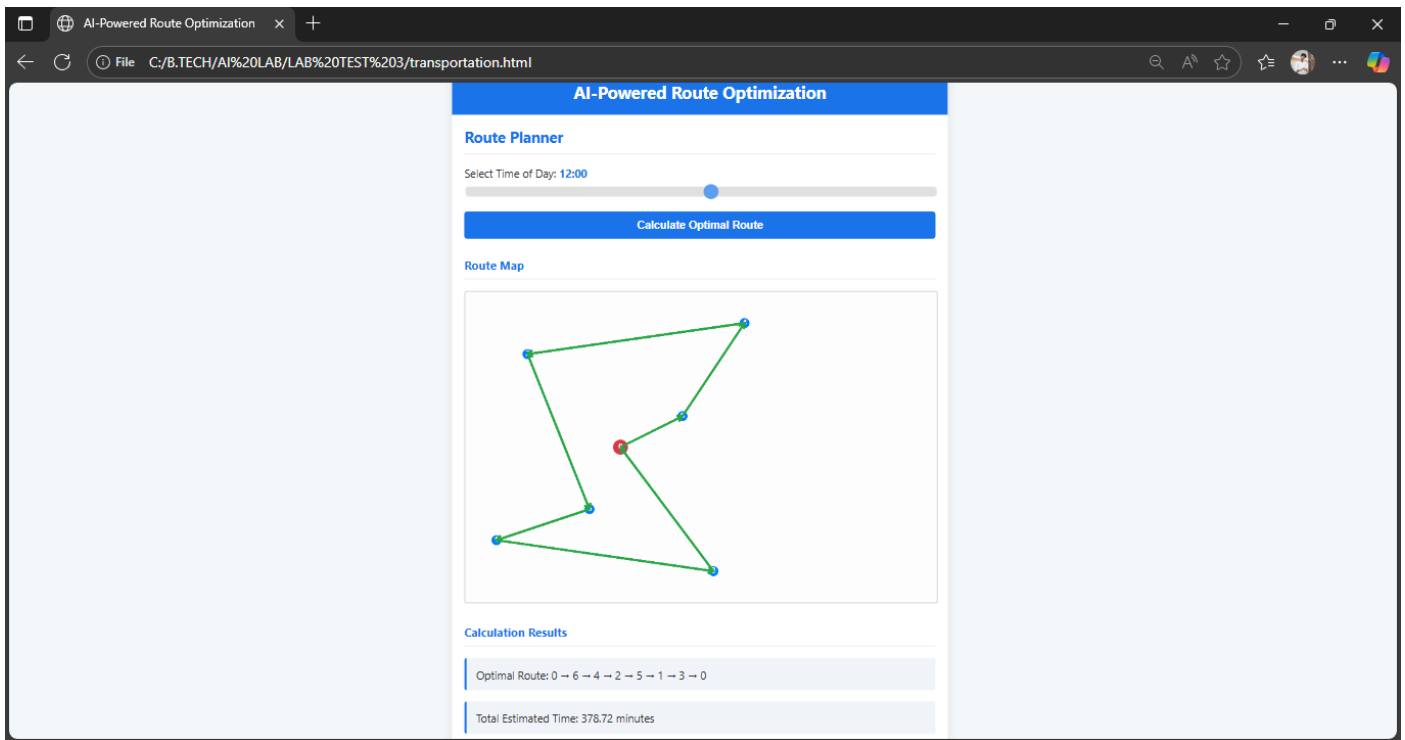 AI-Powered Route Optimization
File C:/B.TECH/AI%20LAB/LAB%20TEST%203/transportation.html
AI-Powered Route Optimization
Route Planner
Select Time of Day: 12:00
Calculate Optimal Route
Route Map
Calculation Results
Optimal Route: 0 → 6 → 4 → 2 → 5 → 1 → 3 → 0
Total Estimated Time: 378.72 minutes